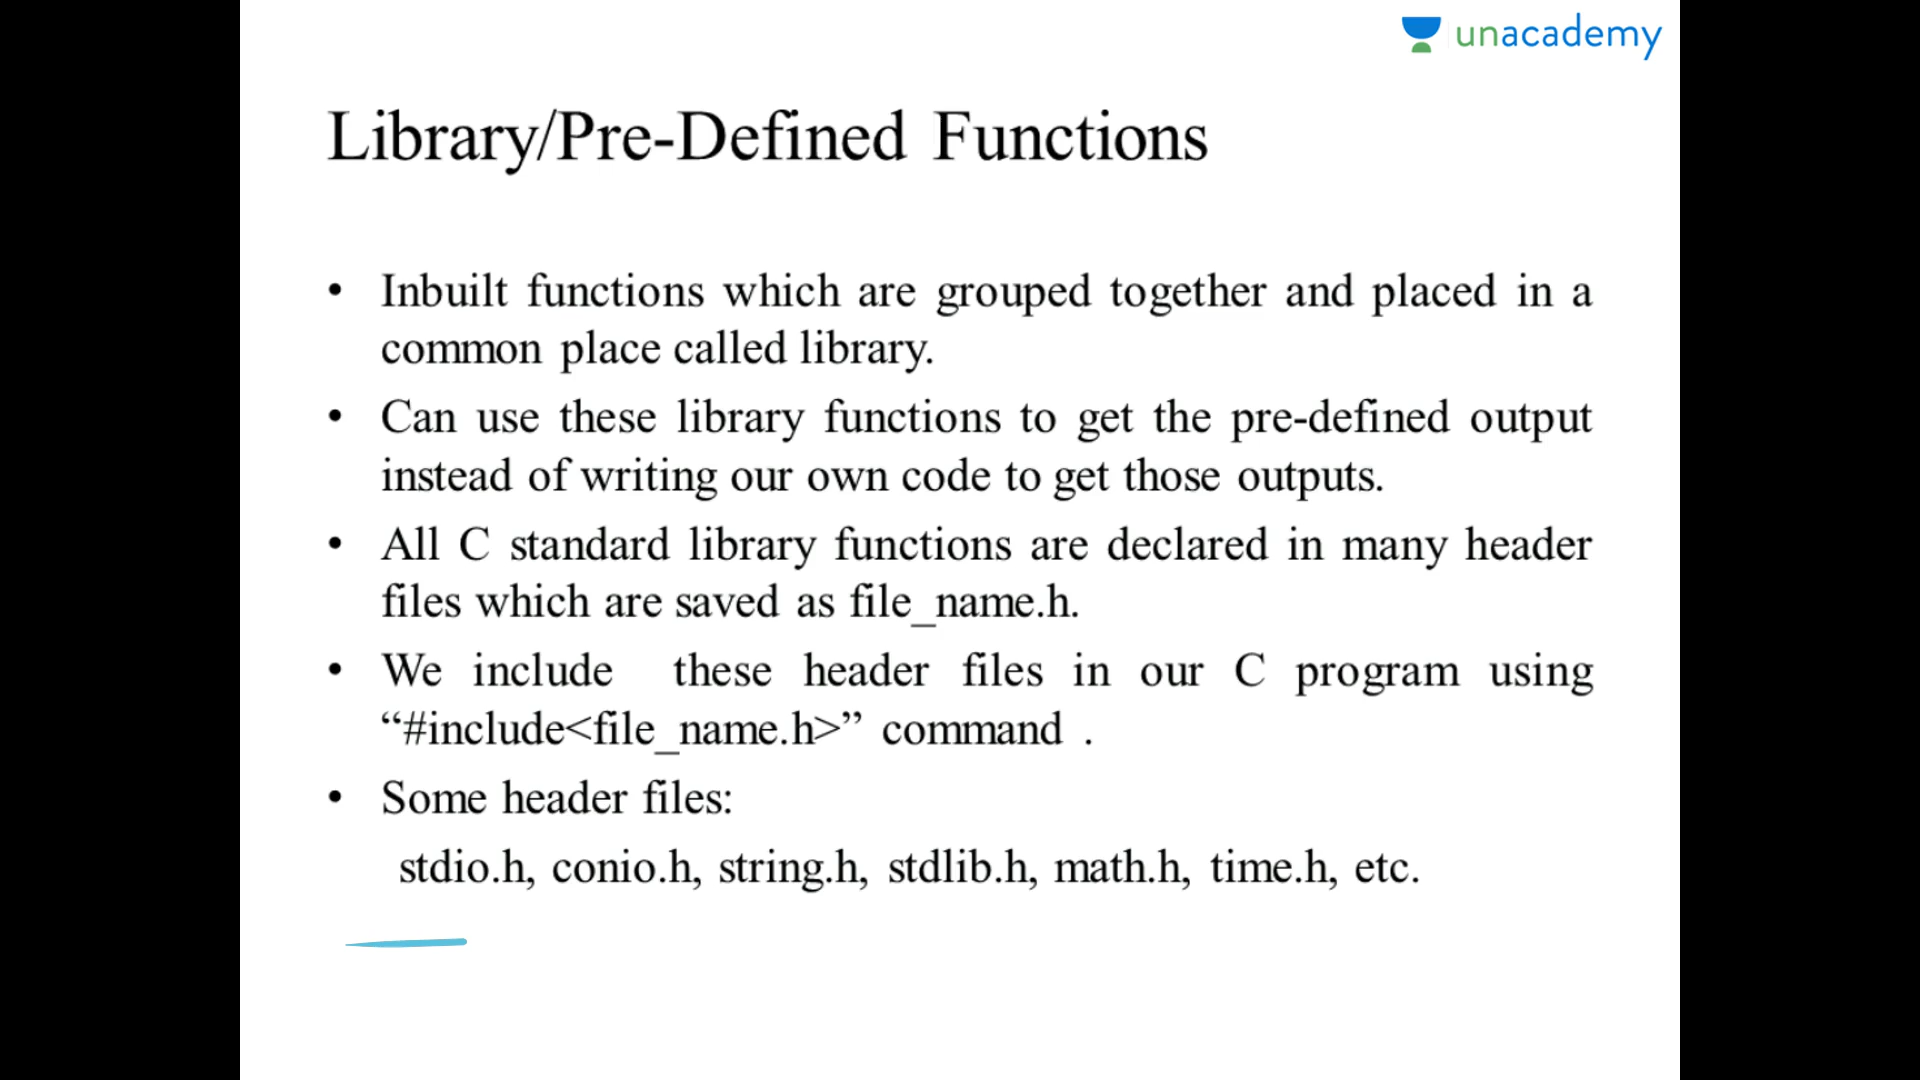 unacademy
Library/Pre-Defined Functions
• Inbuilt functions which are grouped together and placed in a
common place called library.
• Can use these library functions to get the pre-defined output
instead of writing our own code to get those outputs.
• All C standard library functions are declared in many header
files which are saved as file_name.h.
• We include these header files in our C program using
“#include<file_name.h>” command .
• Some header files:
stdio.h, conio.h, string.h, stdlib.h, math.h, time.h, etc.